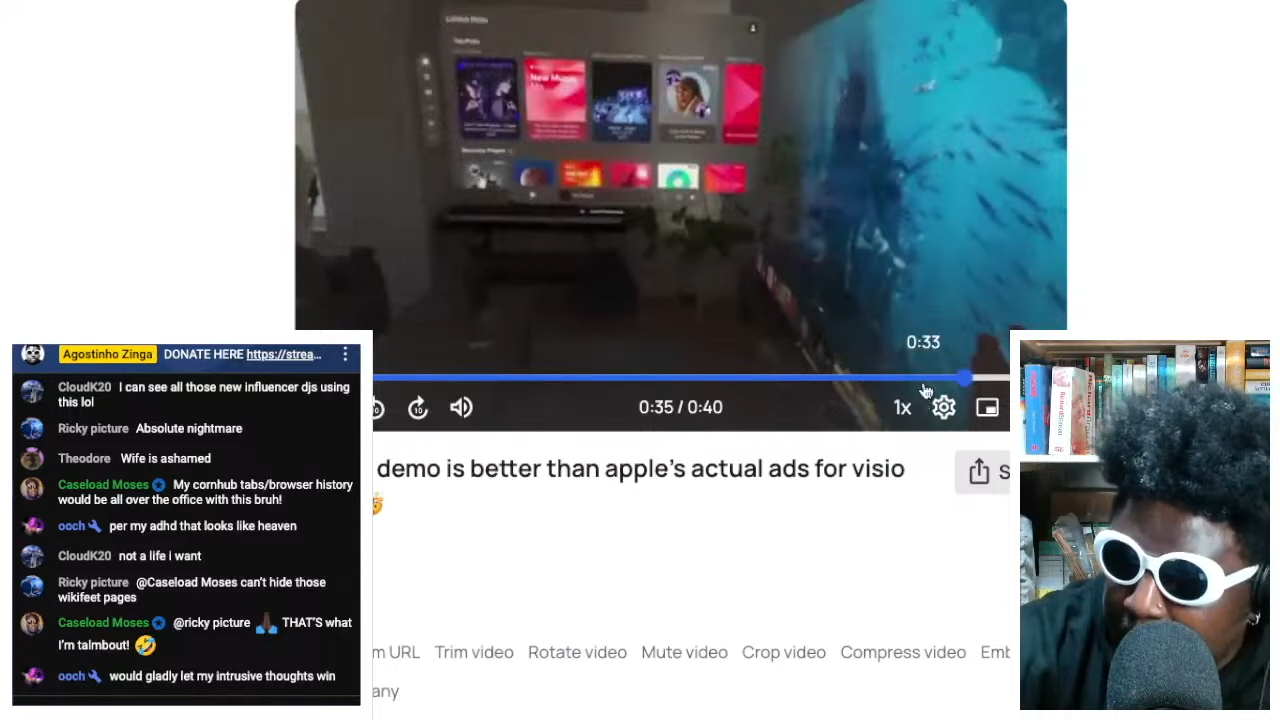 New Music
0:33
0:35 / 0:40
1x
demo is better than apple's actual ads for visio
S
m URL Trim video Rotate video Mute video Crop video Compress video Emb
any
Agostinho Zinga DONATE HERE https://strea...
CloudK20 I can see all those new influencer djs using
this lol
Ricky picture Absolute nightmare
Theodore Wife is ashamed
Caseload Moses My cornhub tabs/browser history
would be all over the office with this bruh!
ooch per my adhd that looks like heaven
CloudK20 not a life i want
Ricky picture @Caseload Moses can't hide those
wikifeet pages
Caseload Moses @ricky picture 🙏🏿 THAT'S what
I'm talmbout! 🤣
ooch would gladly let my intrusive thoughts win